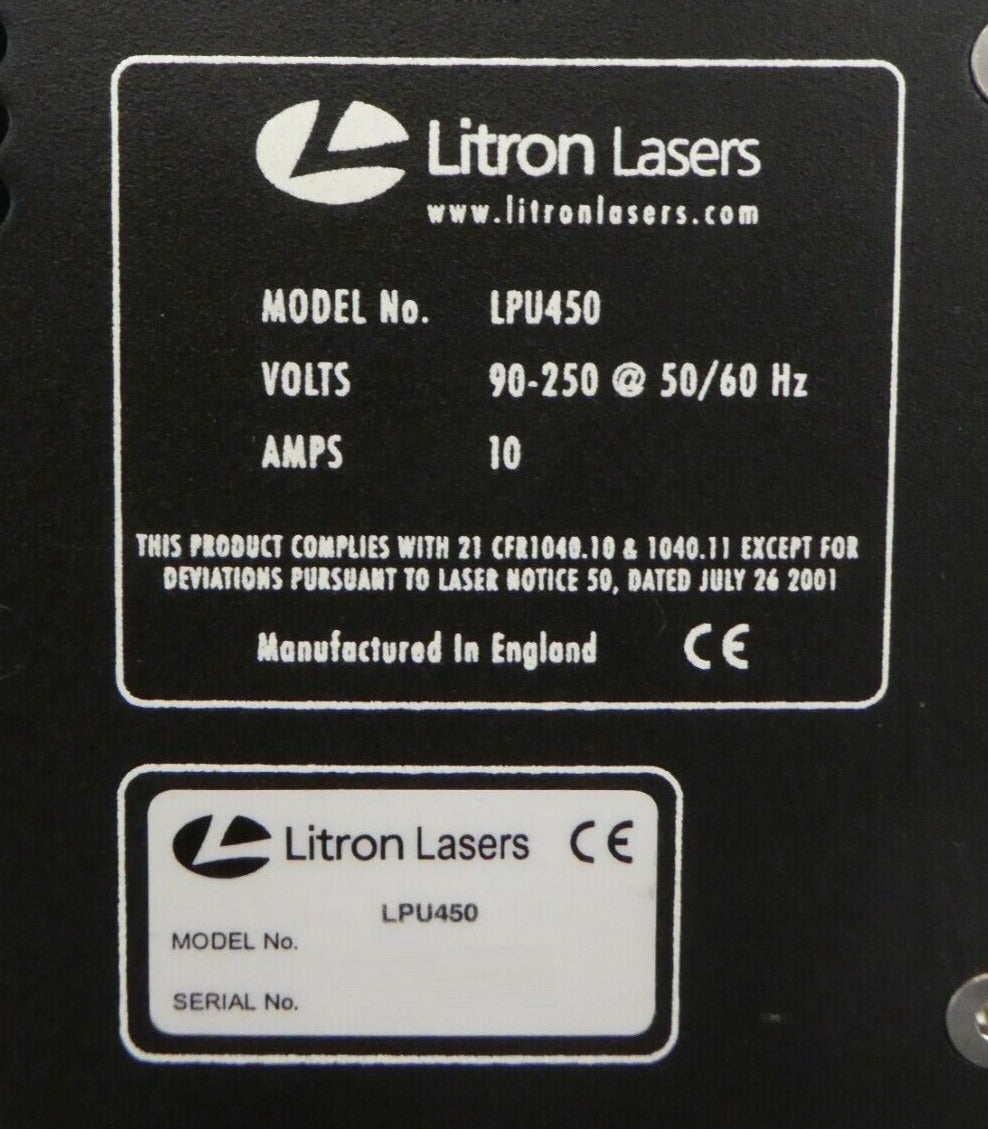 Litron Lasers
www.litronlasers.com
MODEL No. LPU450
VOLTS 90-250 @ 50/60 Hz
AMPS 10
THIS PRODUCT COMPLIES WITH 21 CFR1040.10 & 1040.11 EXCEPT FOR
DEVIATIONS PURSUANT TO LASER NOTICE 50, DATED JULY 26 2001
Manufactured In England CE
Litron Lasers CE
LPU450
MODEL No.
SERIAL No.